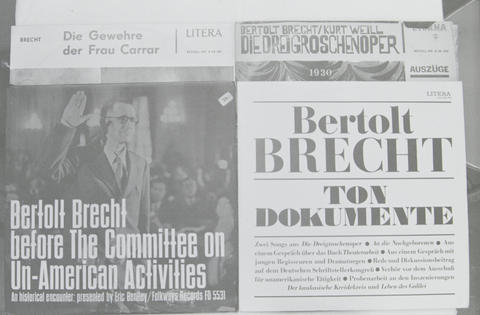 BRECHT
Die Gewehre
der Frau Carrar
LITERA
BERTOLT BRECHT/KURT WEILL
DIE DREIGROSCHENOPER
1930
AUSZÜGE
Bertolt Brecht
before The Committee on
Un-American Activities
An historical encounter, presented by Eric Bentley/Folkways Records FD 5531
LITERA
Bertolt
BRECHT
TON
DOKUMENTE
Zwei Songs aus Die Dreigroschenoper ● An die Nachgeborenen ● Aus
einem Gespräch über das Buch Theaterarbeit ● Aus einem Gespräch mit
jungen Regisseuren und Dramaturgen ● Rede und Diskussionsbeitrag
auf dem Deutschen Schriftstellerkongreß ● Verhör vor dem Ausschuß
für unamerikanische Tätigkeit ● Probenarbeit an den Inszenierungen
Der kaukasische Kreidekreis und Leben des Galilei